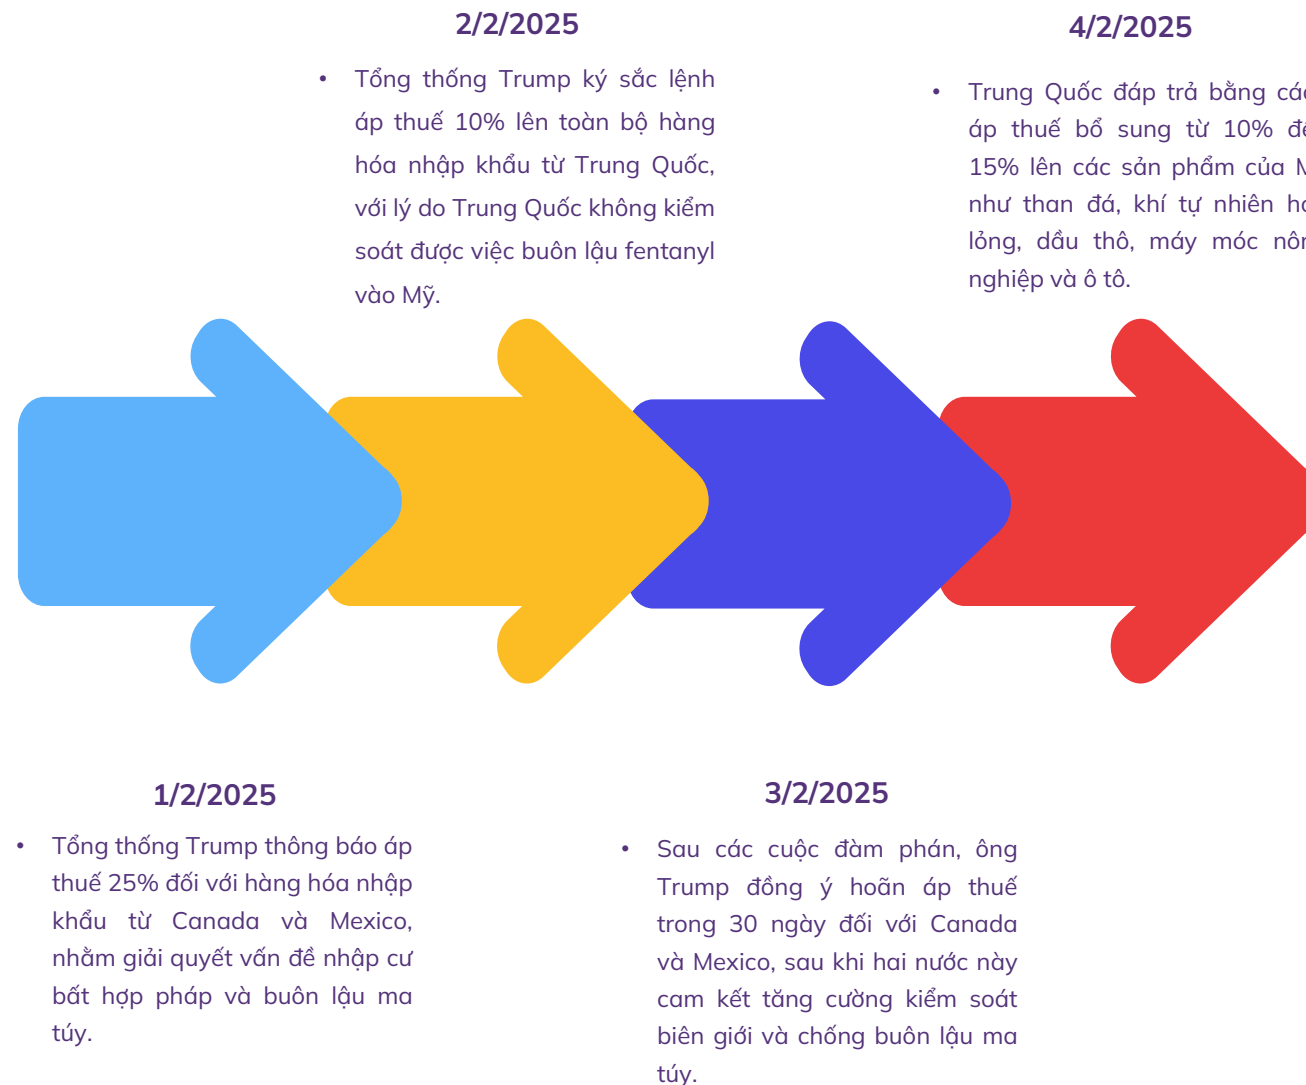 2/2/2025
• Tổng thống Trump ký sắc lệnh
áp thuế 10% lên toàn bộ hàng
hóa nhập khẩu từ Trung Quốc,
với lý do Trung Quốc không kiểm
soát được việc buôn lậu fentanyl
vào Mỹ.
4/2/2025
• Trung Quốc đáp trả bằng
áp thuế bổ sung từ 10%
15% lên các sản phẩm của
như than đá, khí tự nhiên
lỏng, dầu thô, máy móc
nghiệp và ô tô.
1/2/2025
• Tổng thống Trump thông báo áp
thuế 25% đối với hàng hóa nhập
khẩu từ Canada và Mexico,
nhằm giải quyết vấn đề nhập cư
bất hợp pháp và buôn lậu ma
túy.
3/2/2025
• Sau các cuộc đàm phán, ông
Trump đồng ý hoãn áp thuế
trong 30 ngày đối với Canada
và Mexico, sau khi hai nước này
cam kết tăng cường kiểm soát
biên giới và chống buôn lậu ma
túy.